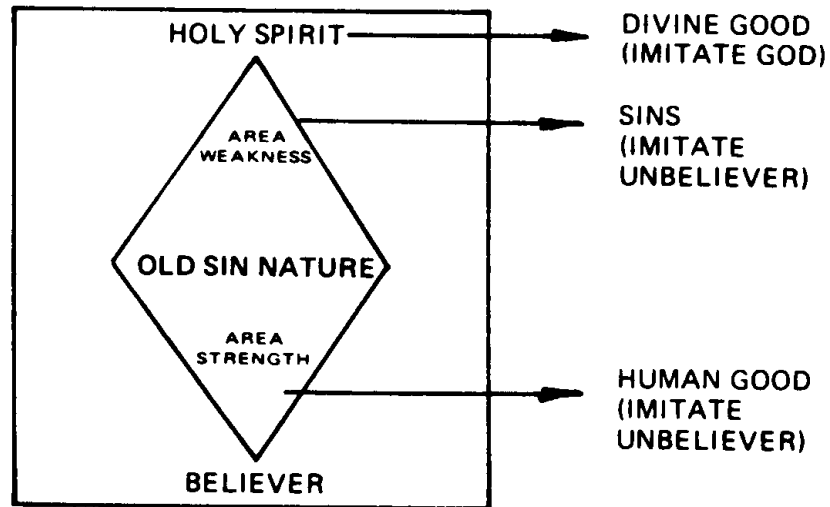 HOLY SPIRIT
DIVINE GOOD
(IMITATE GOD)
AREA
WEAKNESS
SINS
(IMITATE
UNBELIEVER)
OLD SIN NATURE
AREA
STRENGTH
HUMAN GOOD
(IMITATE
UNBELIEVER)
BELIEVER